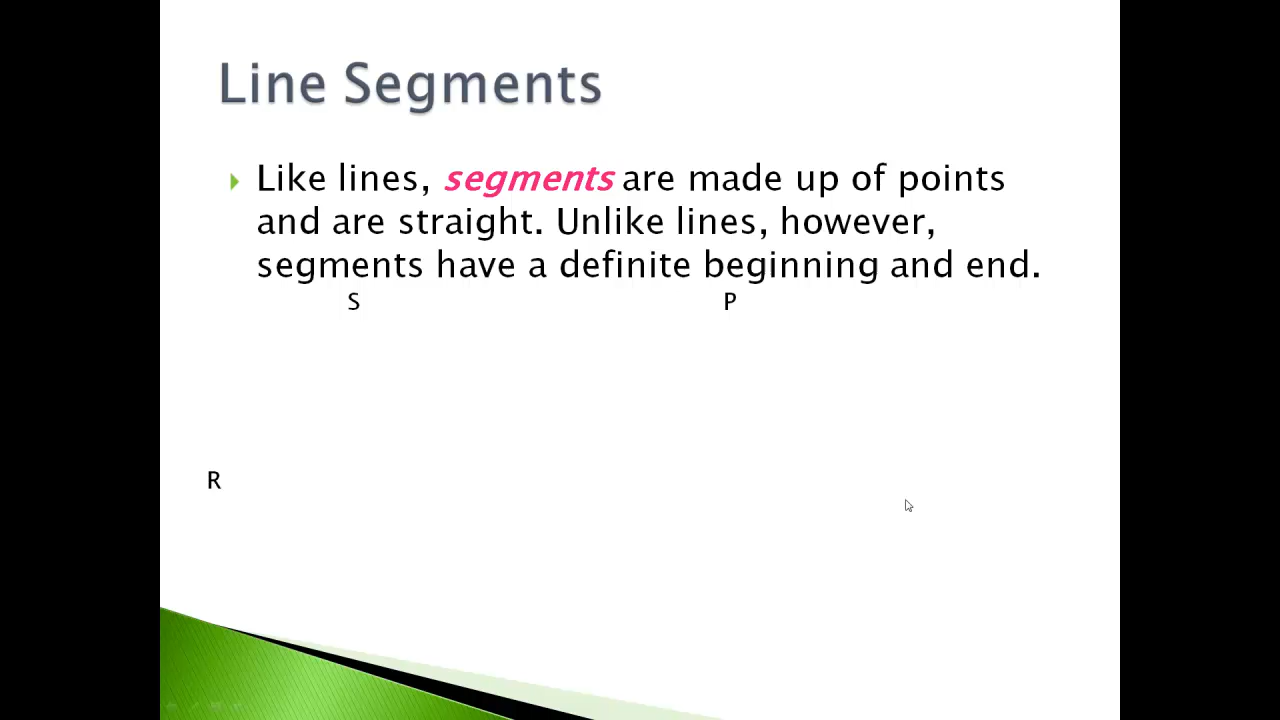 Line Segments
Like lines, segments are made up of points
and are straight. Unlike lines, however,
segments have a definite beginning and end.
S P
R